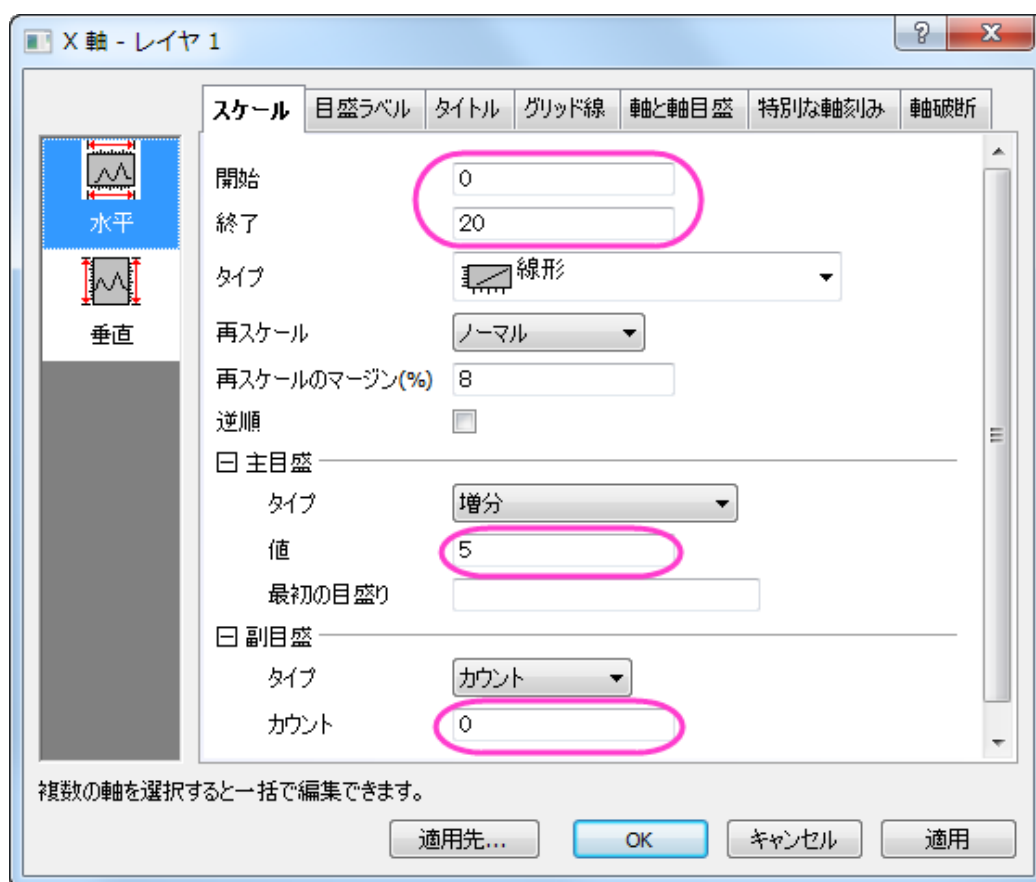 X 軸 - レイヤ 1
スケール 目盛ラベル タイトル グリッド線 軸と軸目盛 特別な軸刻み 軸破断
水平
垂直
開始 0
終了 20
タイプ 線形
再スケール ノーマル
再スケールのマージン(%) 8
逆順
主目盛
タイプ 増分
値 5
最初の目盛り
副目盛
タイプ カウント
カウント 0
複数の軸を選択すると一括で編集できます。
適用先... OK キャンセル 適用